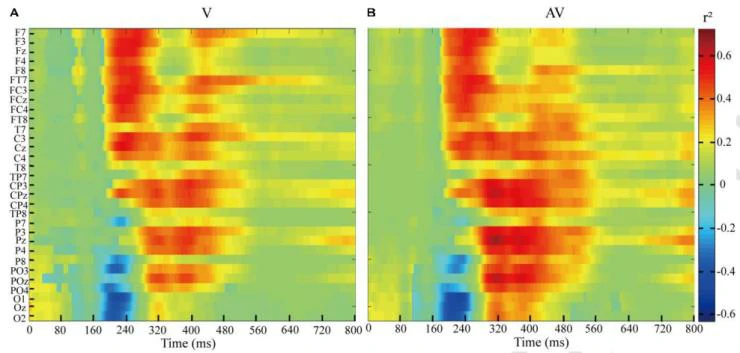 A V B AV r²
F7
F3
Fz
F4
F8
FT7
FC3
FCz
FC4
FT8
T7
C3
Cz
C4
T8
TP7
CP3
CPz
CP4
TP8
P7
P3
Pz
P4
P8
PO3
POz
PO4
O1
Oz
O2
0.6
0.4
0.2
0
-0.2
-0.4
-0.6
0 80 160 240 320 400 480 560 640 720 800 0 80 160 240 320 400 480 560 640 720 800
Time (ms) Time (ms)